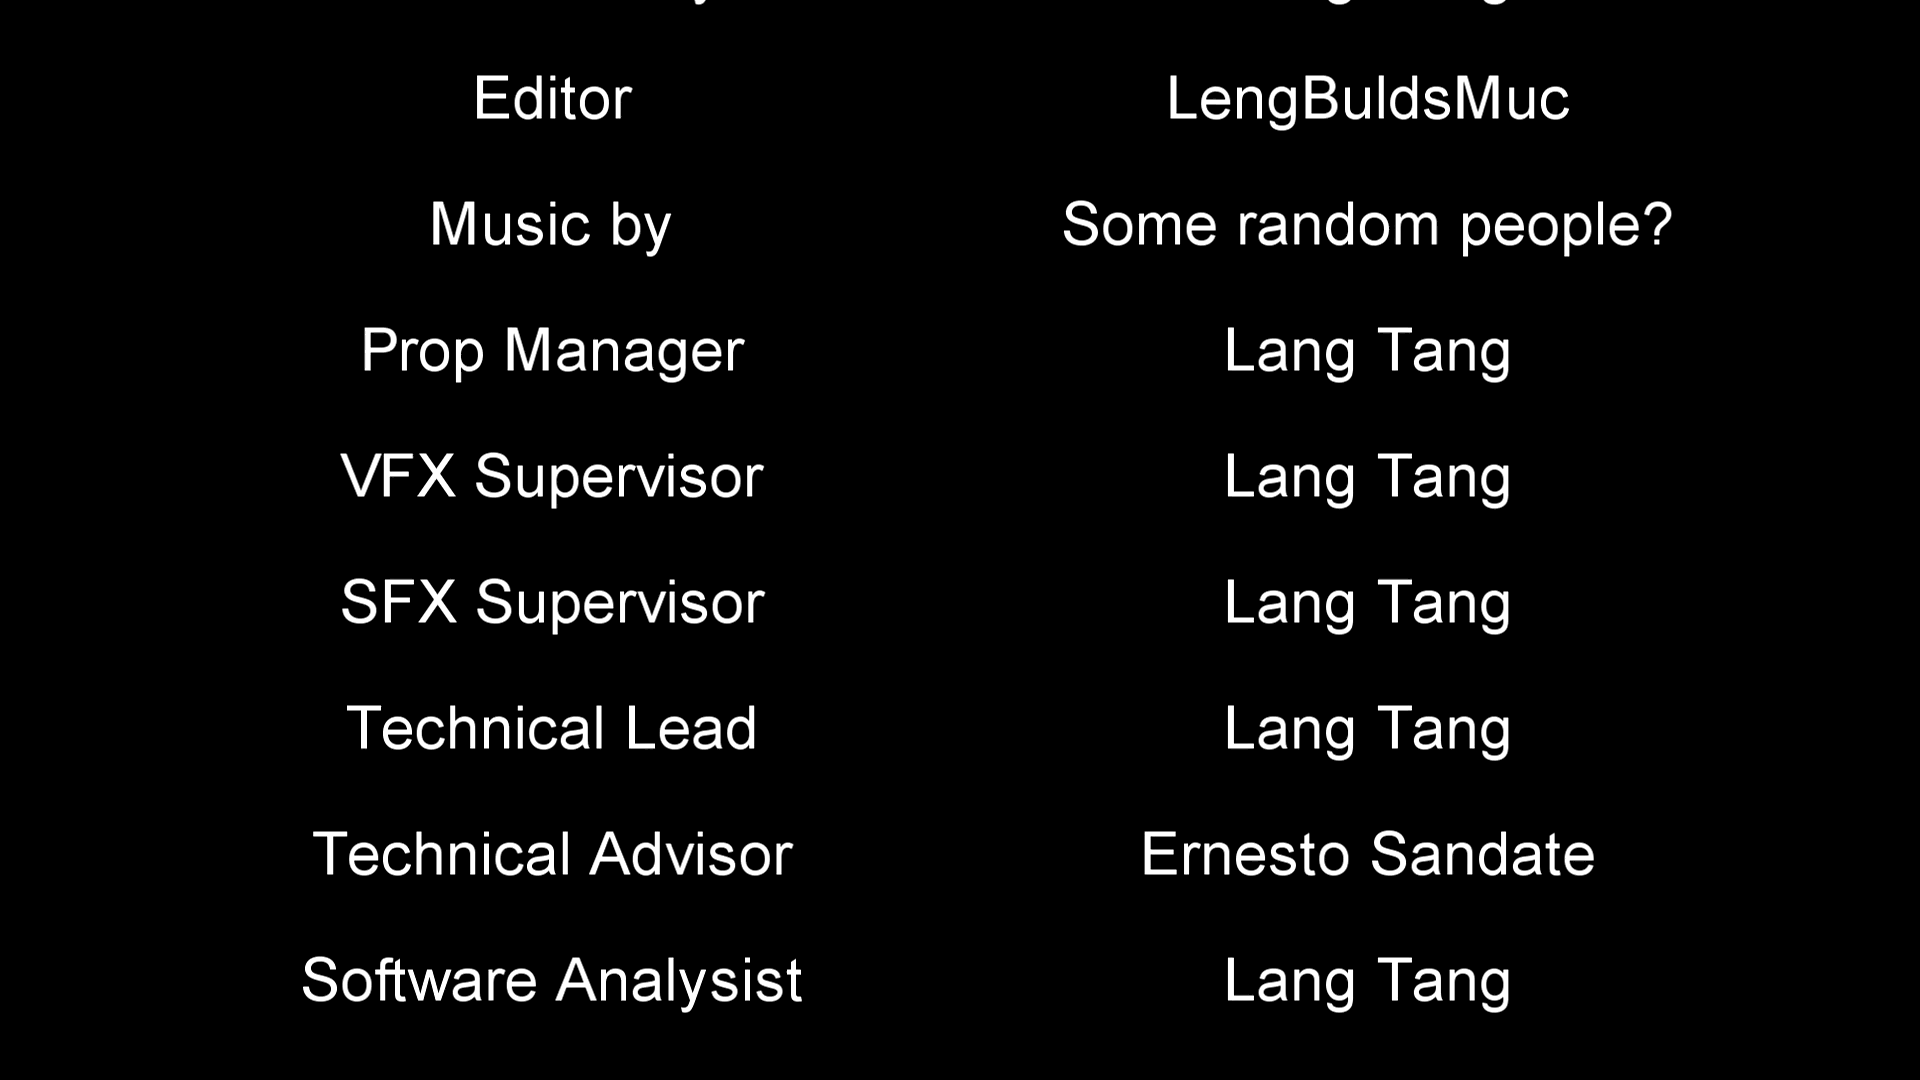 Editor LengBuldsMuc
Music by Some random people?
Prop Manager Lang Tang
VFX Supervisor Lang Tang
SFX Supervisor Lang Tang
Technical Lead Lang Tang
Technical Advisor Ernesto Sandate
Software Analysist Lang Tang